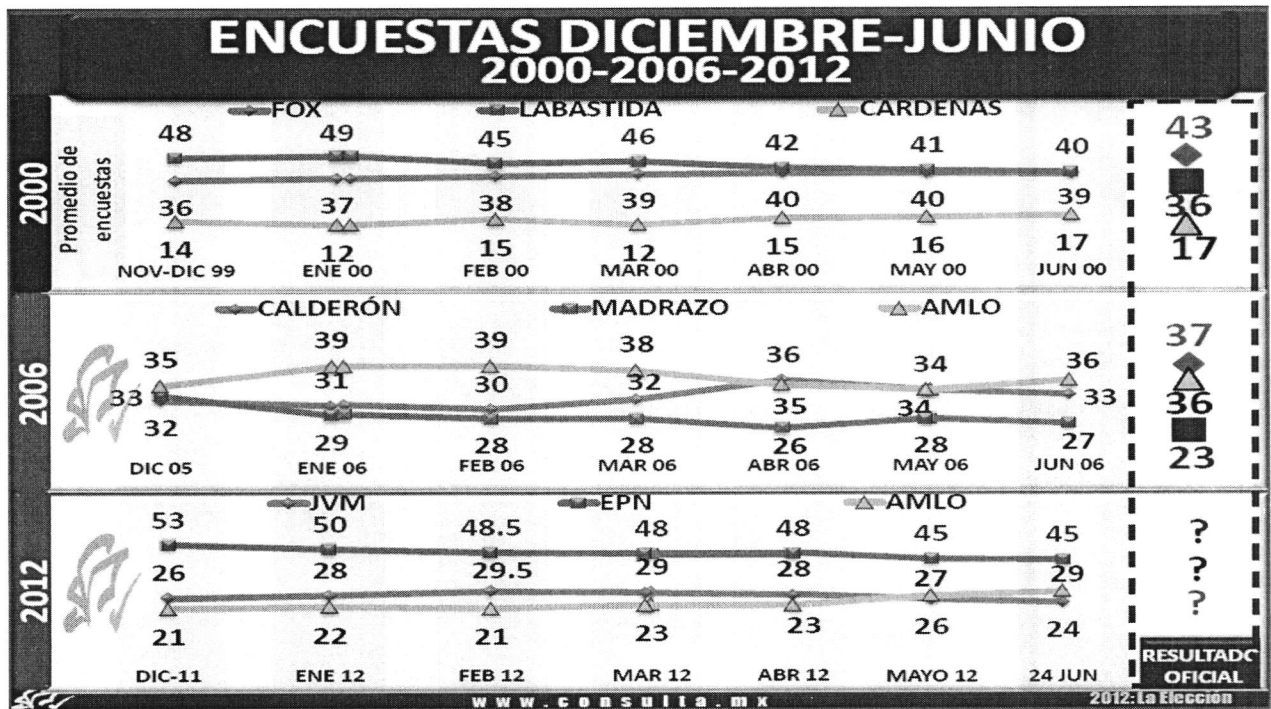 ENCUESTAS DICIEMBRE-JUNIO
2000-2006-2012
2000
Promedio de
encuestas
FOX LABASTIDA CARDENAS
48 49 45 46 42 41 40
36 37 38 39 40 40 39
14 12 15 12 15 16 17
NOV-DIC 99 ENE 00 FEB 00 MAR 00 ABR 00 MAY 00 JUN 00
43
36
17
2006
CALDERÓN MADRAZO AMLO
35 39 39 38 36 34 36
33 31 30 32 35 34 33
32 29 28 28 26 28 27
DIC 05 ENE 06 FEB 06 MAR 06 ABR 06 MAY 06 JUN 06
37
36
23
2012
JVM EPN AMLO
53 50 48.5 48 48 45 45
26 28 29.5 29 28 27 29
21 22 21 23 23 26 24
DIC-11 ENE 12 FEB 12 MAR 12 ABR 12 MAYO 12 24 JUN
?
?
?
RESULTADO
OFICIAL
www.consulta.mx
2012:La Elección